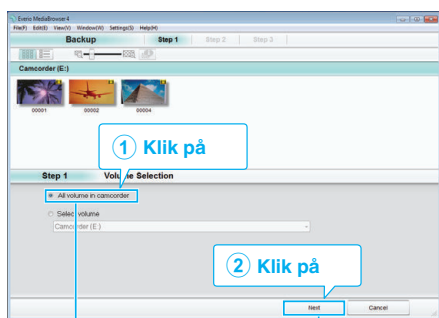 Everio MediaBrowser 4
File(F) Edit(E) View(V) Window(W) Settings(S) Help(H)
Backup Step 1 Step 2 Step 3
Camcorder (E:)
00001 00002 00004
① Klik på
Step 1 Volume Selection
All volume in camcorder
Select volume
Camcorder (E:)
② Klik på
Next Cancel